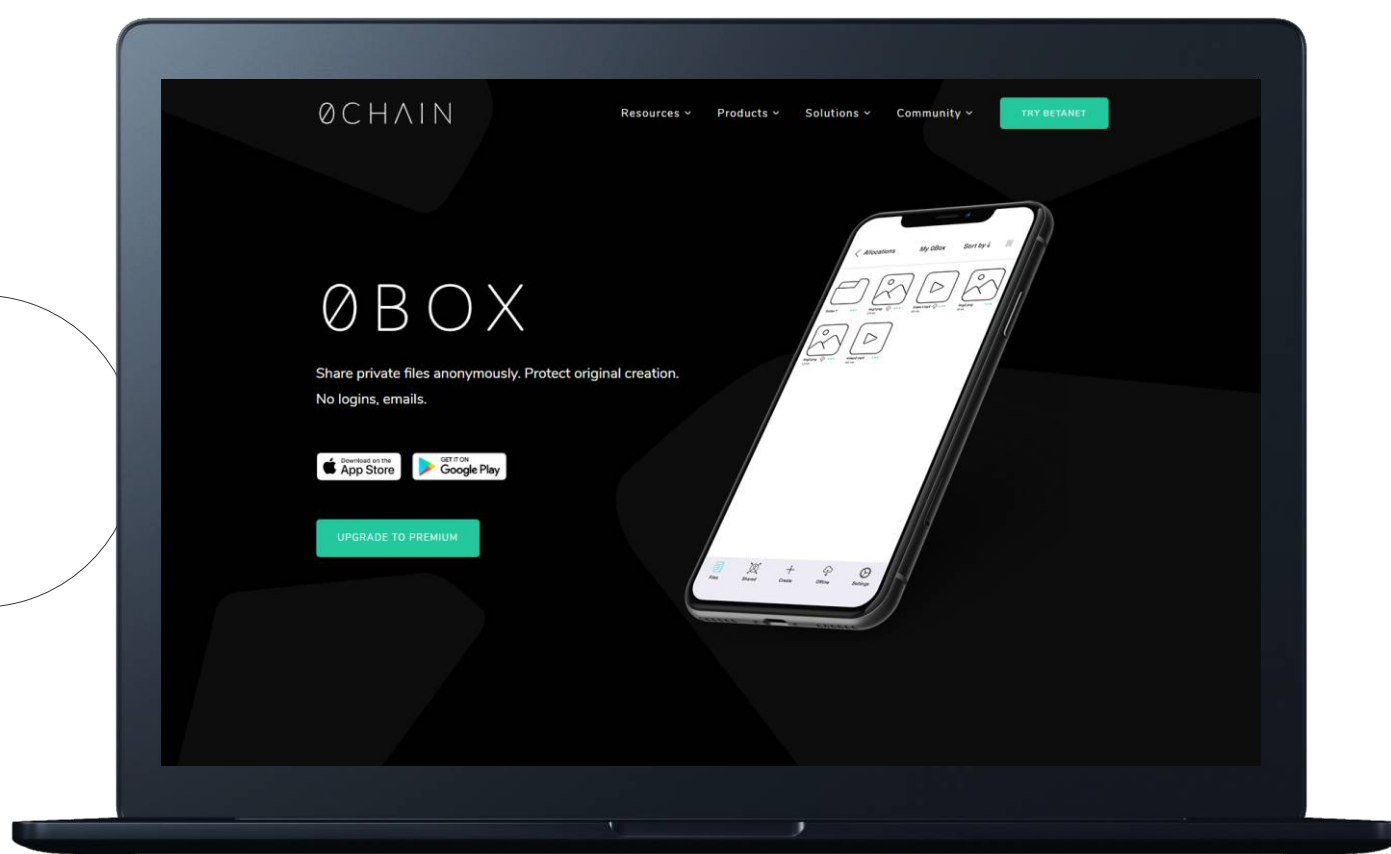 0CHAIN
Resources
Products
Solutions
Community
TRY BETANET
0BOX
Share private files anonymously. Protect original creation.
No logins, emails.
Download on the
App Store
GET IT ON
Google Play
UPGRADE TO PREMIUM
Allocations
My 0Box
Sort by
Files
Shared
Create
Offline
Settings